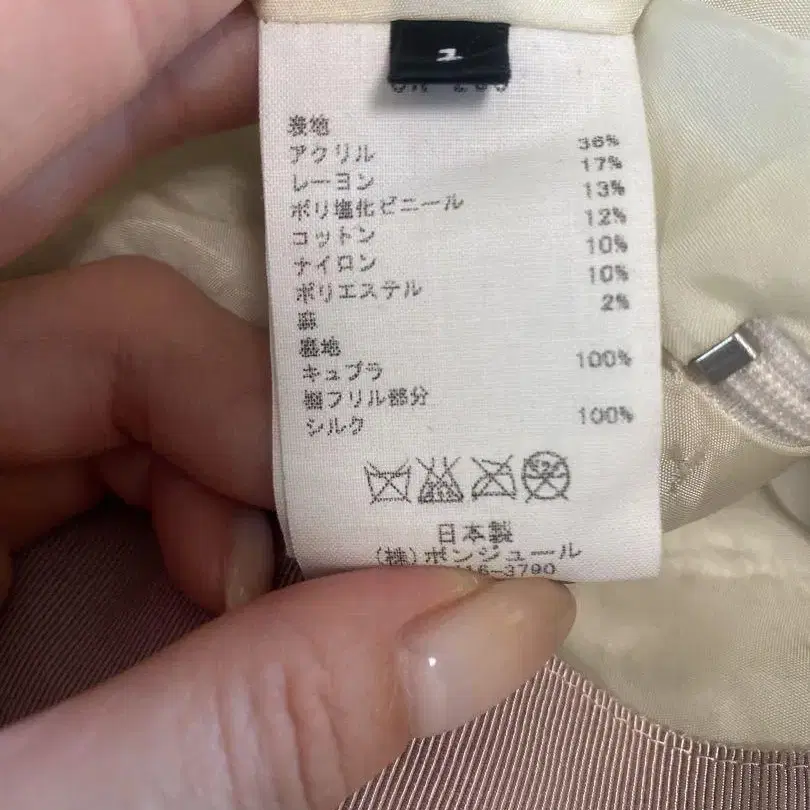 1
表地
アクリル 36%
レーヨン 17%
ポリ塩化ビニール 13%
コットン 12%
ナイロン 10%
ポリエステル 10%
麻 2%
裏地
キュプラ 100%
裾フリル部分
シルク 100%
日本製
(株)ボンジュール
16-3790